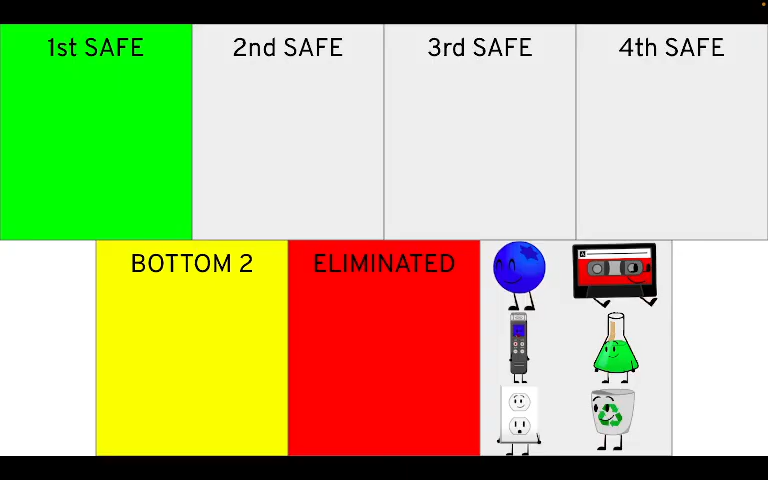 1st SAFE
2nd SAFE
3rd SAFE
4th SAFE
BOTTOM 2
ELIMINATED
A